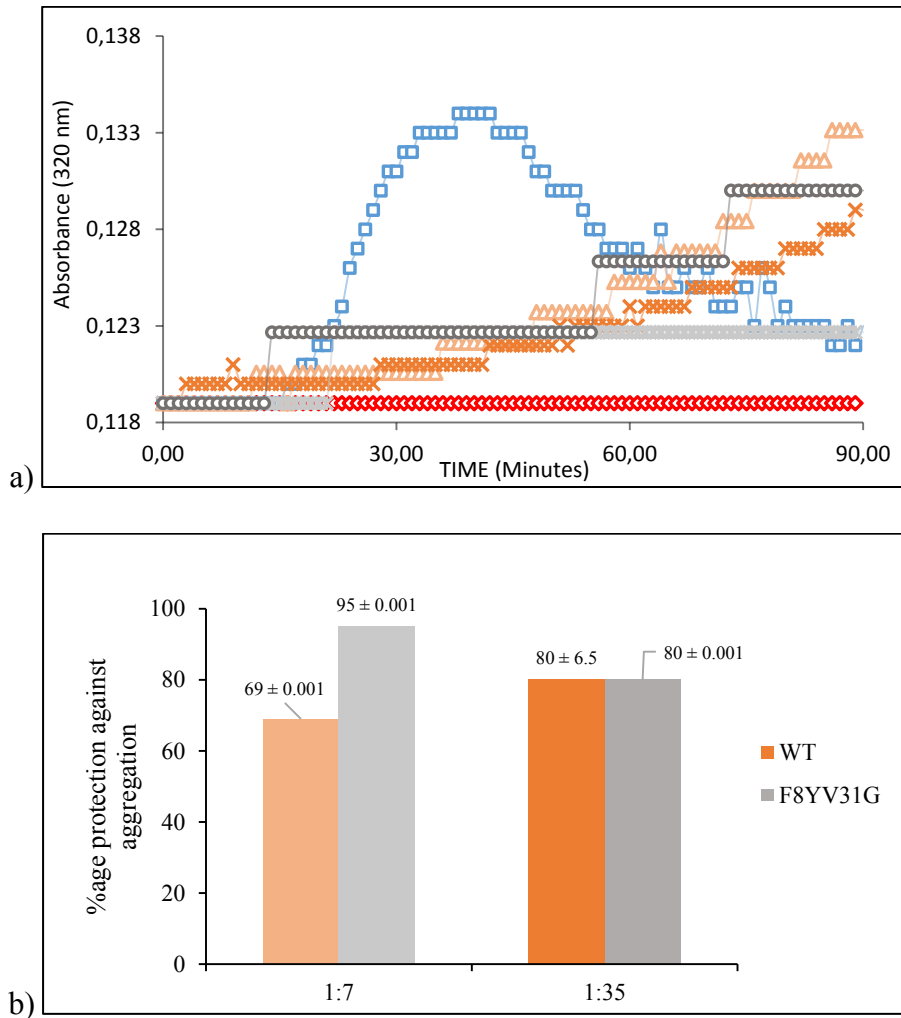 0,138
0,133
0,128
0,123
0,118
Absorbance (320 nm)
0,00
30,00
60,00
90,00
TIME (Minutes)
a)
100
80
60
40
20
0
%age protection against
aggregation
69 ± 0.001
95 ± 0.001
80 ± 6.5
80 ± 0.001
1:7
1:35
WT
F8YV31G
b)